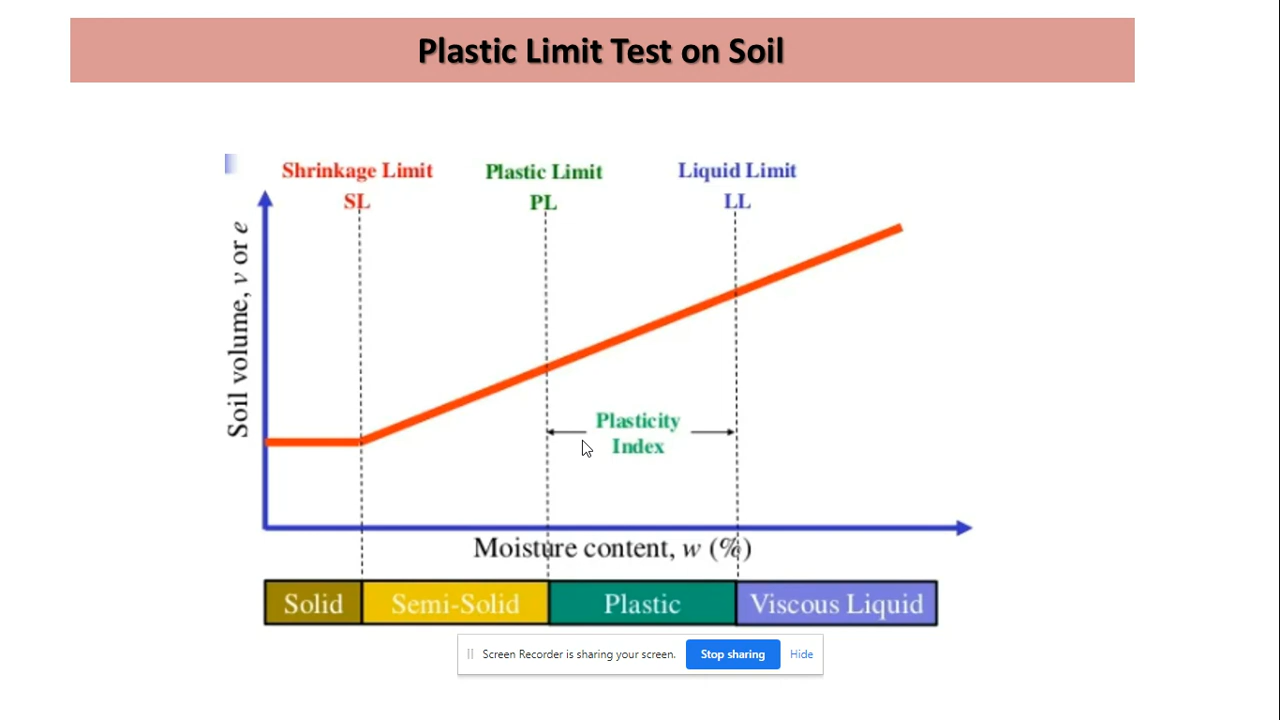 Plastic Limit Test on Soil
Shrinkage Limit
SL
Plastic Limit
PL
Liquid Limit
LL
Soil volume, v or e
Plasticity
Index
Moisture content, w (%)
Solid
Semi-Solid
Plastic
Viscous Liquid
Screen Recorder is sharing your screen.
Stop sharing
Hide